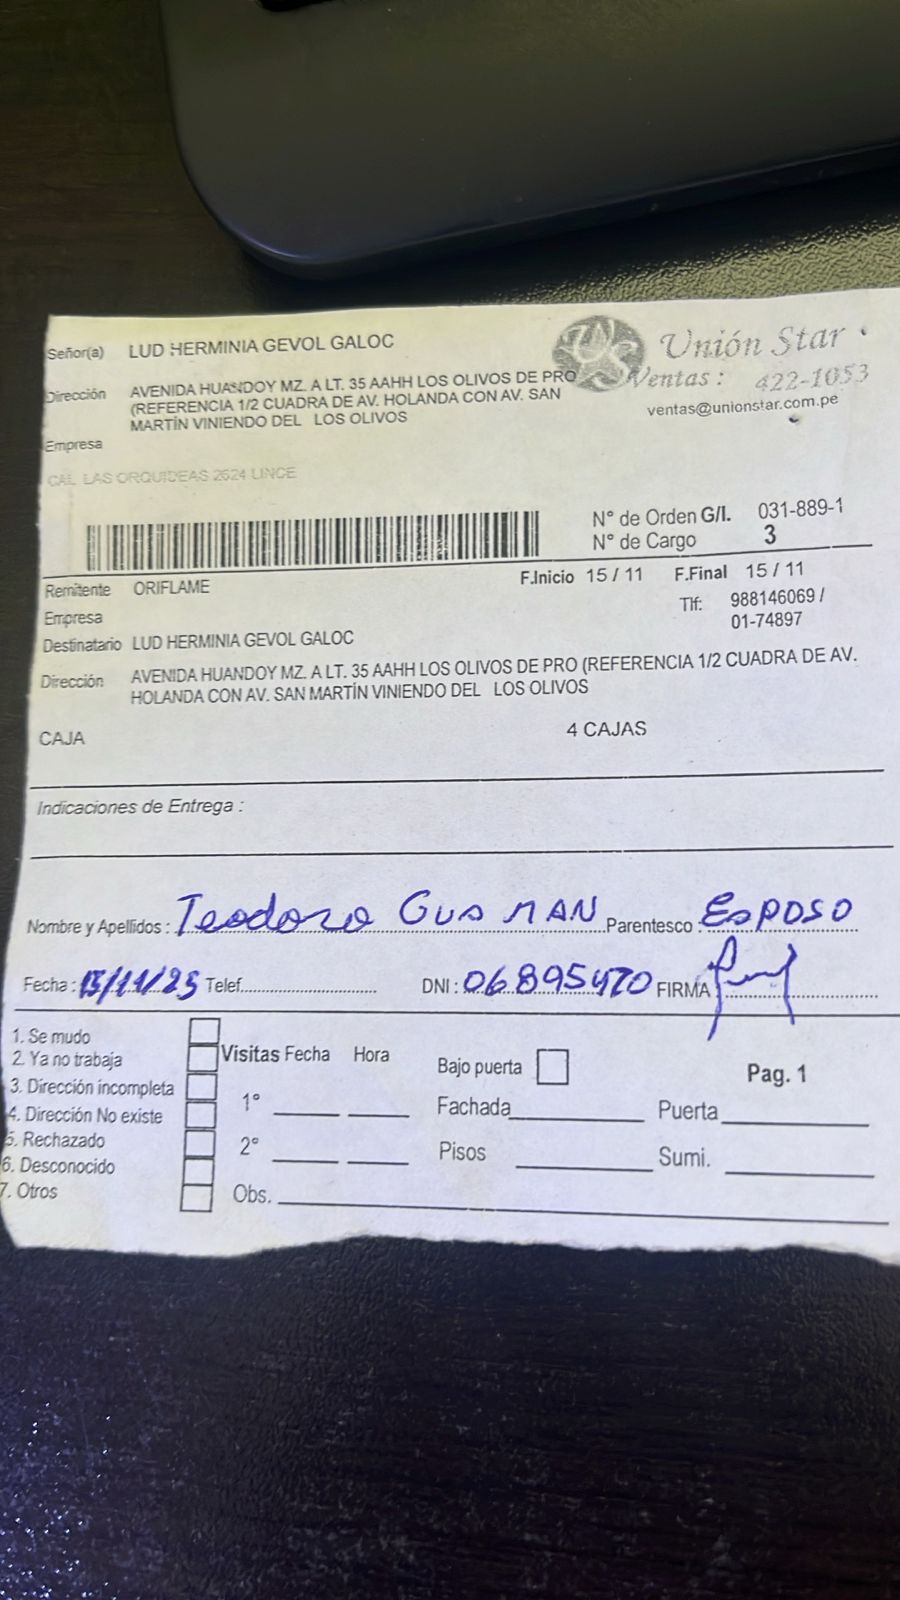 Señor(a) LUD HERMINIA GEVOL GALOC
Unión Star
Ventas: 422-1053
ventas@unionstar.com.pe
Dirección AVENIDA HUANDOY MZ. A LT. 35 AAHH LOS OLIVOS DE PRO
(REFERENCIA 1/2 CUADRA DE AV. HOLANDA CON AV. SAN
MARTÍN VINIENDO DEL LOS OLIVOS
Empresa
CAL LAS ORQUIDEAS 2624 LINCE
N° de Orden G/I. 031-889-1
N° de Cargo 3
Remitente ORIFLAME F.Inicio 15 / 11 F.Final 15 / 11
Empresa Tlf: 988146069 /
01-74897
Destinatario LUD HERMINIA GEVOL GALOC
Dirección AVENIDA HUANDOY MZ. A LT. 35 AAHH LOS OLIVOS DE PRO (REFERENCIA 1/2 CUADRA DE AV.
HOLANDA CON AV. SAN MARTÍN VINIENDO DEL LOS OLIVOS
CAJA 4 CAJAS
Indicaciones de Entrega :
Nombre y Apellidos : Teodoro GUSMAN Parentesco : ESPOSO
Fecha : 15/11/25 Telef. DNI : 06895470 FIRMA
1. Se mudo
2. Ya no trabaja
3. Dirección incompleta
4. Dirección No existe
5. Rechazado
6. Desconocido
7. Otros
Visitas Fecha Hora
1°
2°
Obs.
Bajo puerta
Fachada
Pisos
Pag. 1
Puerta
Sumi.